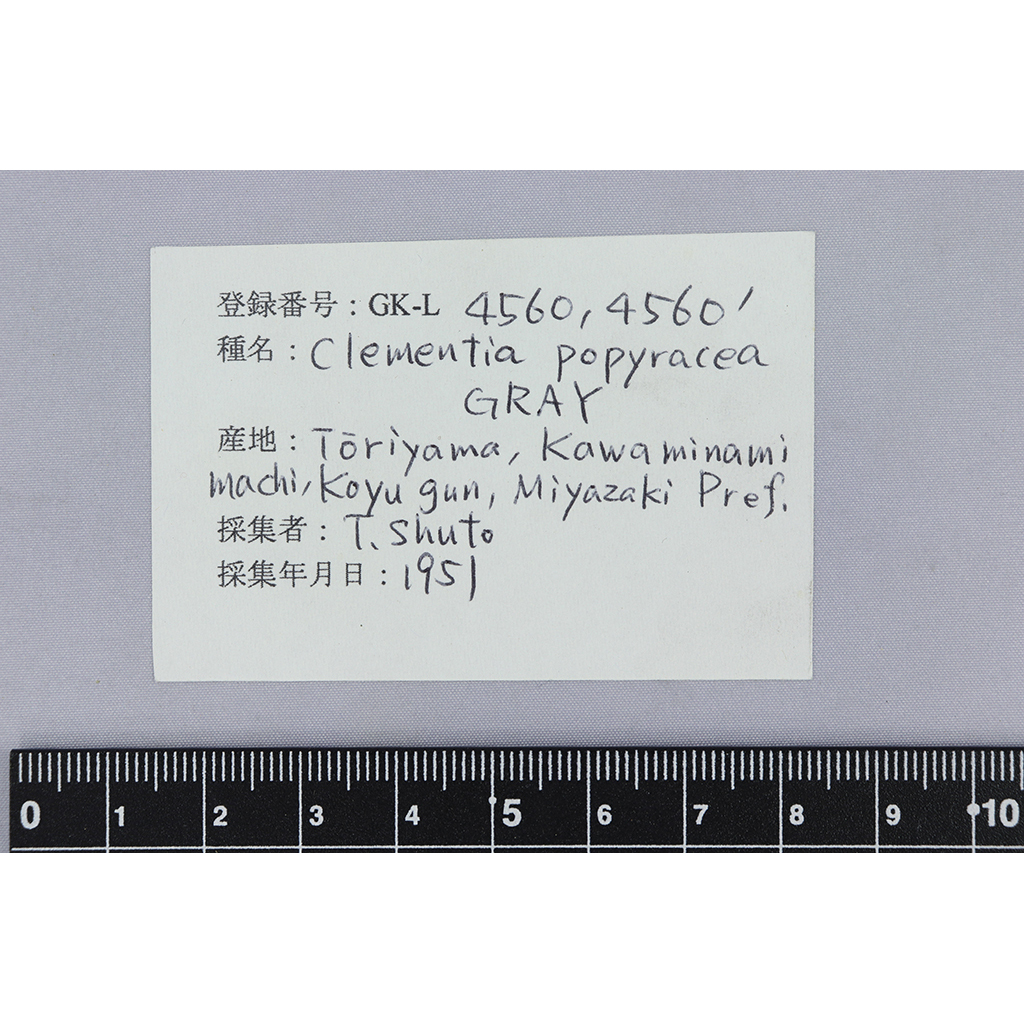 登録番号：GK-L 4560, 4560'
種名：Clementia popyracea
GRAY
産地：Tōriyama, Kawaminami
machi, Koyu gun, Miyazaki Pref.
採集者：T. Shuto
採集年月日：1951
0 1 2 3 4 5 6 7 8 9 10